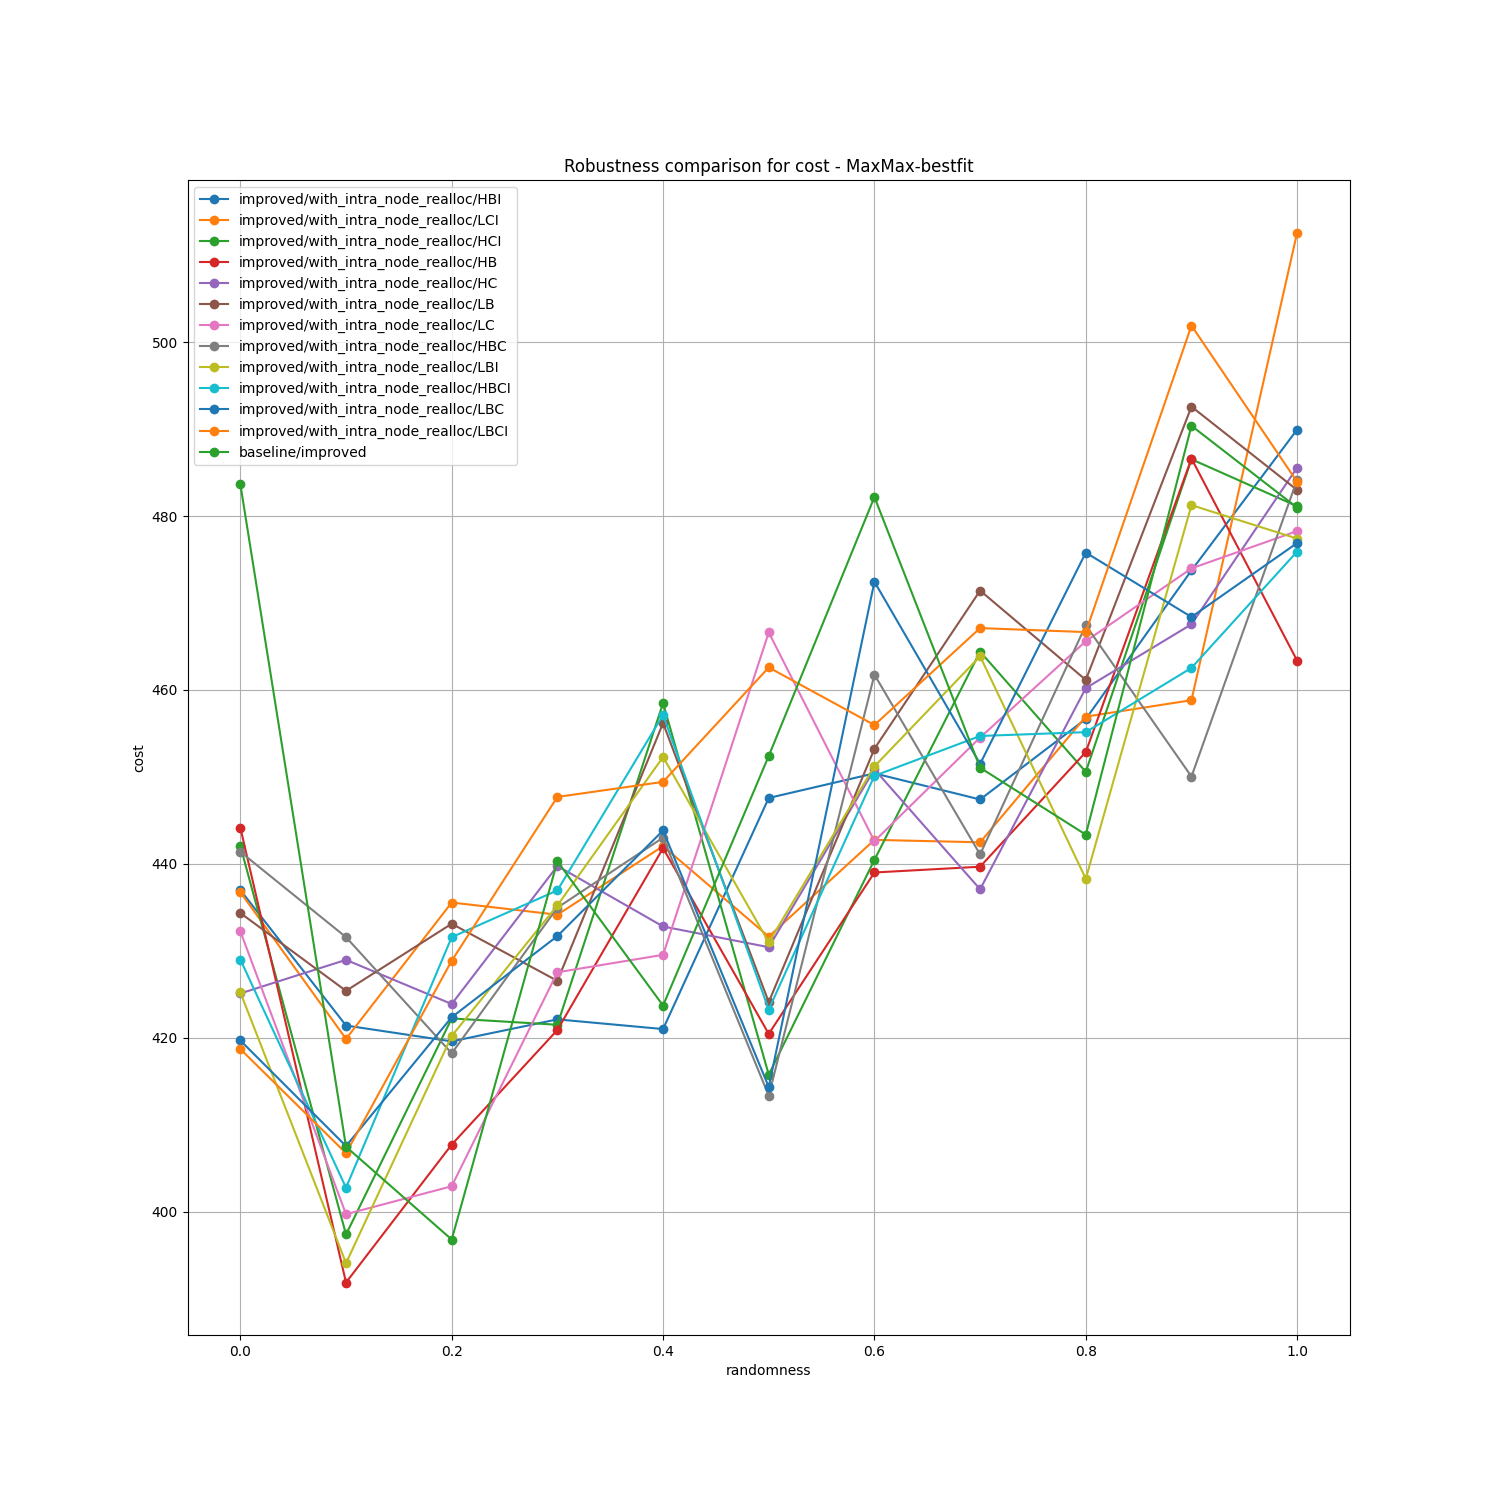 Robustness comparison for cost - MaxMax-bestfit
improved/with_intra_node_realloc/HBI
improved/with_intra_node_realloc/LCI
improved/with_intra_node_realloc/HCI
improved/with_intra_node_realloc/HB
improved/with_intra_node_realloc/HC
improved/with_intra_node_realloc/LB
improved/with_intra_node_realloc/LC
improved/with_intra_node_realloc/HBC
improved/with_intra_node_realloc/LBI
improved/with_intra_node_realloc/HBCI
improved/with_intra_node_realloc/LBC
improved/with_intra_node_realloc/LBCI
baseline/improved
500
480
460
440
420
400
cost
0.0
0.2
0.4
0.6
0.8
1.0
randomness